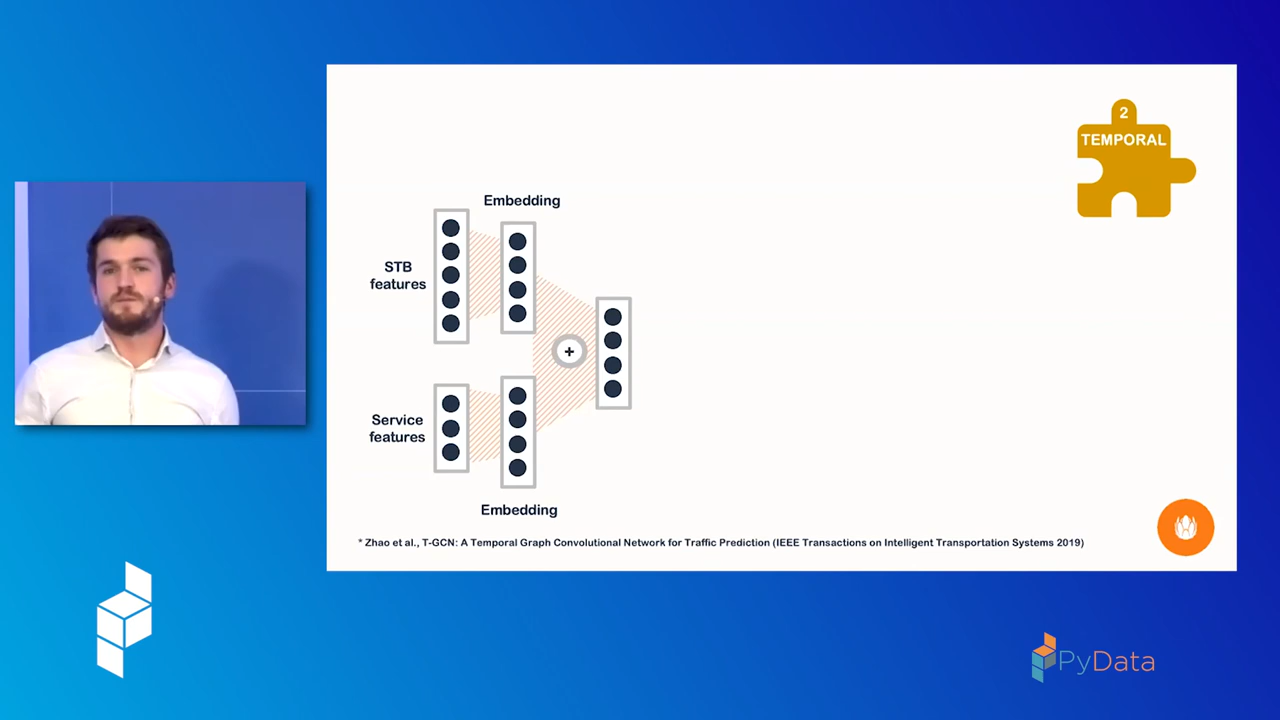 2
TEMPORAL
Embedding
STB
features
+
Service
features
Embedding
* Zhao et al., T-GCN: A Temporal Graph Convolutional Network for Traffic Prediction (IEEE Transactions on Intelligent Transportation Systems 2019)
PyData